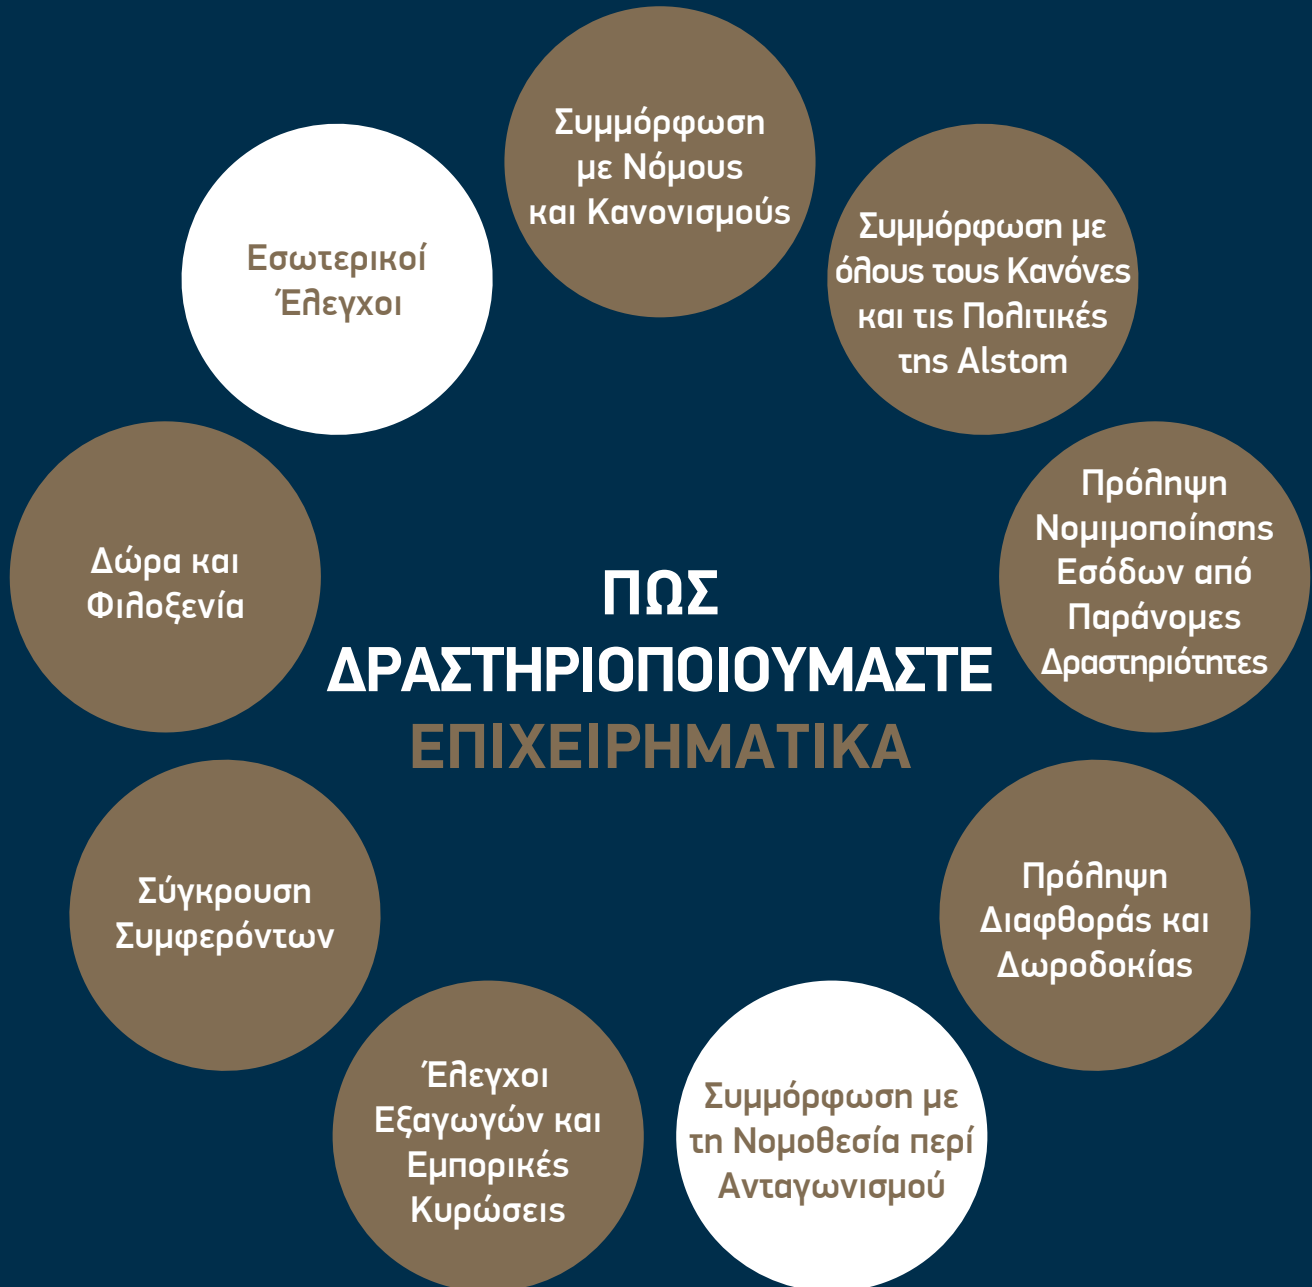 Συμμόρφωση
με Νόμους
και Κανονισμούς
Συμμόρφωση με
όλους τους Κανόνες
και τις Πολιτικές
της Alstom
Πρόληψη
Νομιμοποίησης
Εσόδων από
Παράνομες
Δραστηριότητες
Πρόληψη
Διαφθοράς και
Δωροδοκίας
Συμμόρφωση με
τη Νομοθεσία περί
Ανταγωνισμού
Έλεγχοι
Εξαγωγών και
Εμπορικές
Κυρώσεις
Σύγκρουση
Συμφερόντων
Δώρα και
Φιλοξενία
Εσωτερικοί
Έλεγχοι
ΠΩΣ
ΔΡΑΣΤΗΡΙΟΠΟΙΟΥΜΑΣΤΕ
ΕΠΙΧΕΙΡΗΜΑΤΙΚΑ